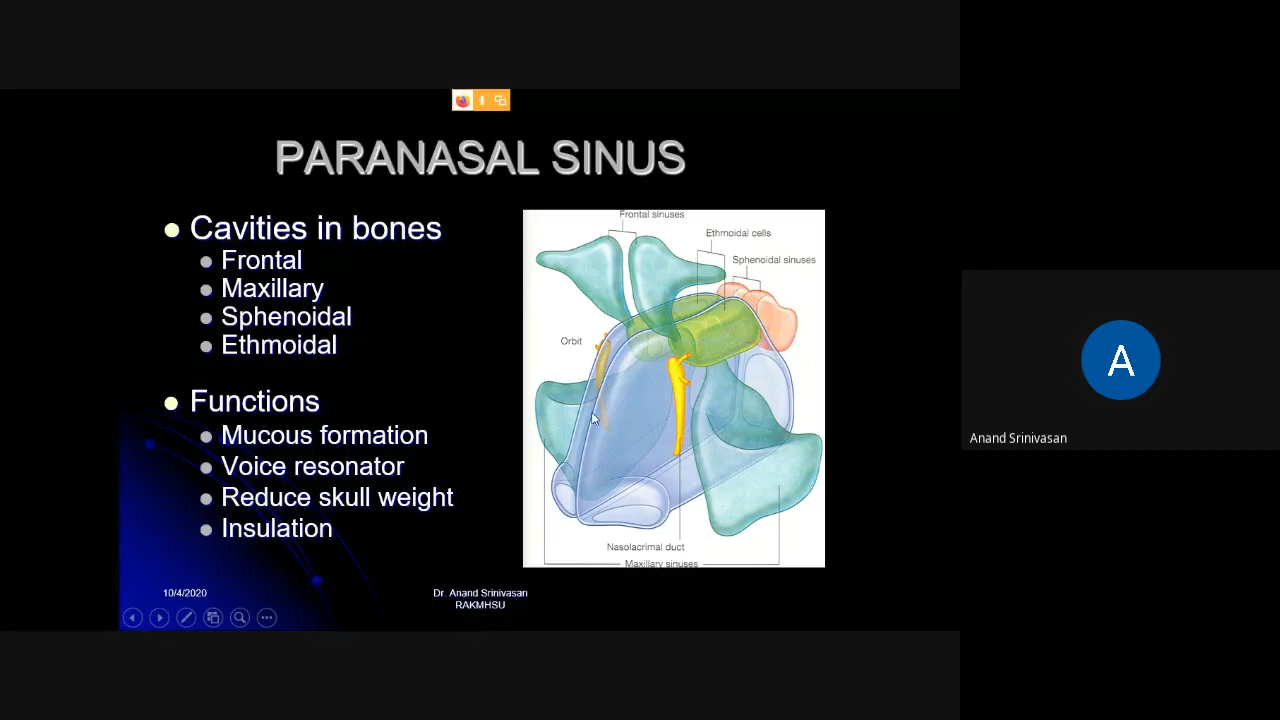 PARANASAL SINUS
Cavities in bones
Frontal
Maxillary
Sphenoidal
Ethmoidal
Functions
Mucous formation
Voice resonator
Reduce skull weight
Insulation
Frontal sinuses
Ethmoidal cells
Sphenoidal sinuses
Orbit
Nasolacrimal duct
Maxillary sinuses
10/4/2020
Dr. Anand Srinivasan
RAKMHSU
A
Anand Srinivasan